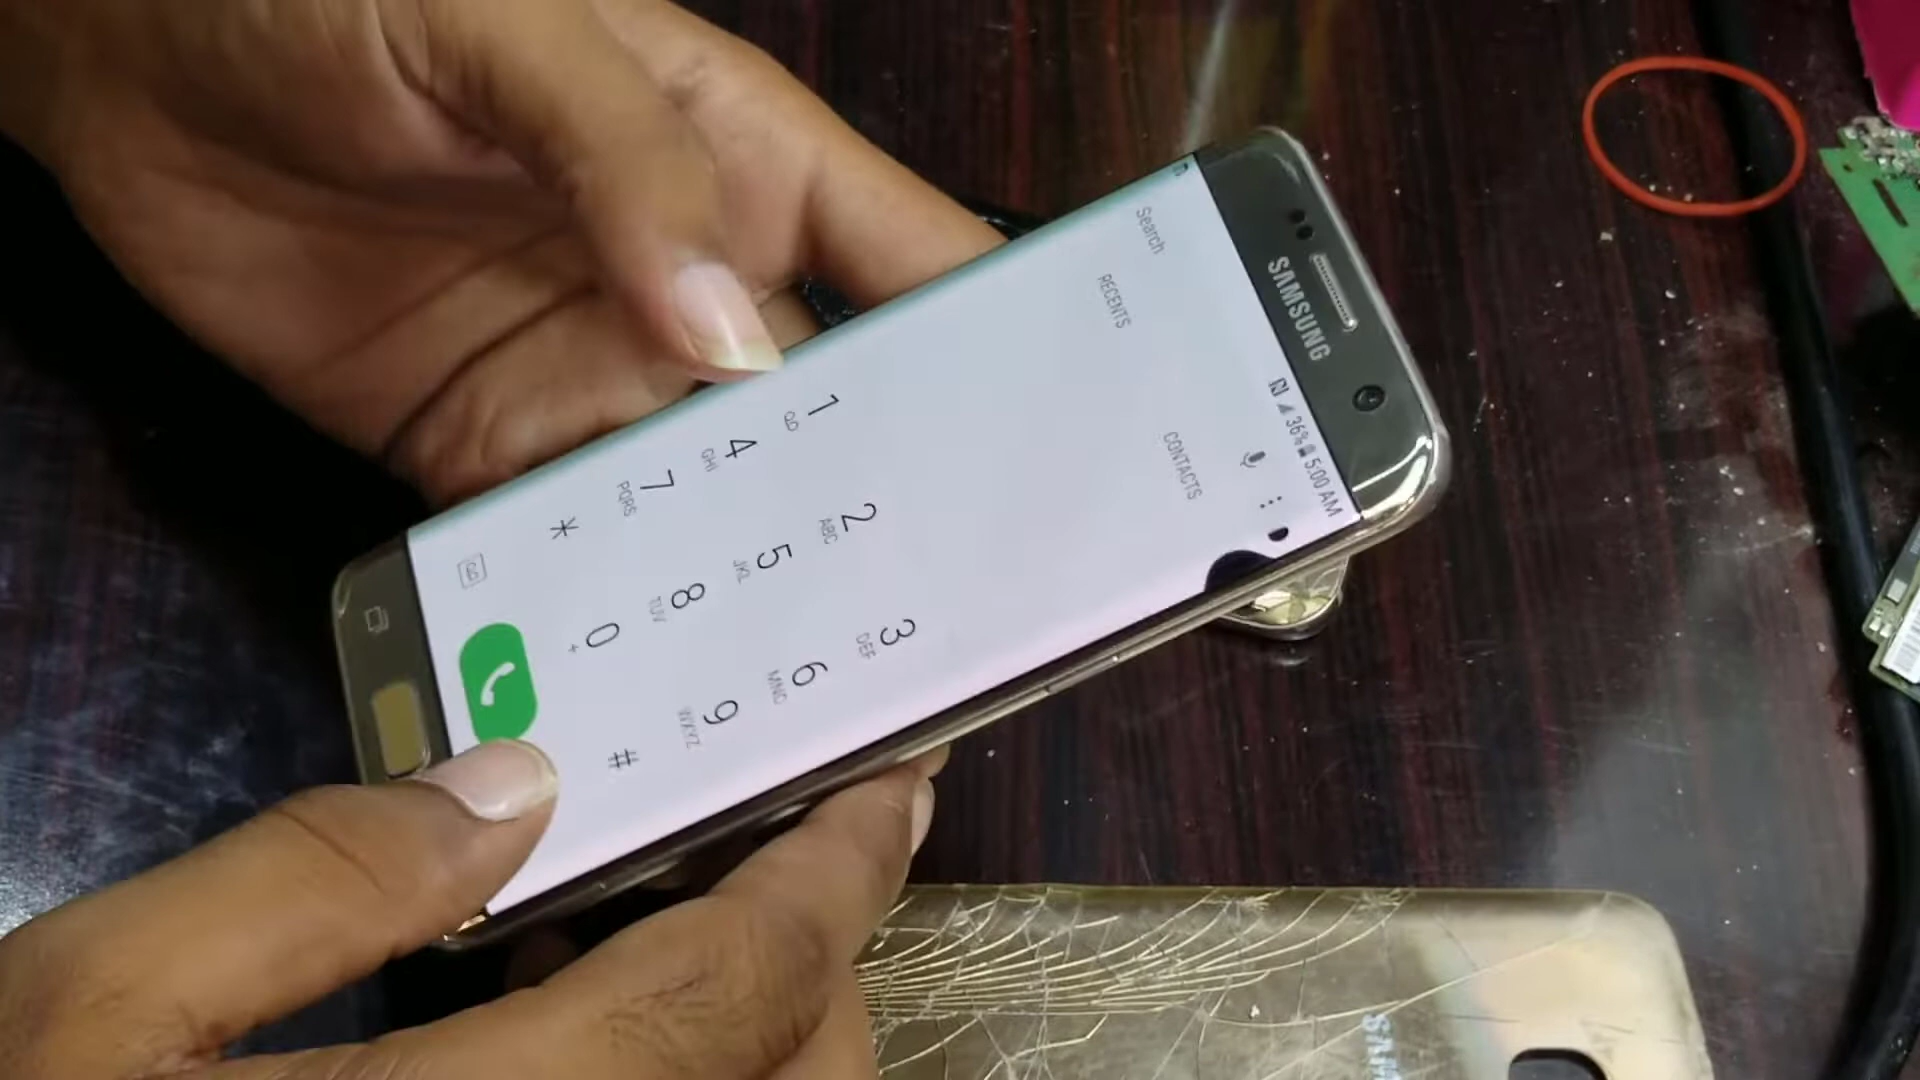 SAMSUNG
36% 5:00 AM
Search
RECENTS
CONTACTS
1
2 ABC
3 DEF
4 GHI
5 JKL
6 MNO
7 PQRS
8 TUV
9 WXYZ
*
0 +
#
SAM